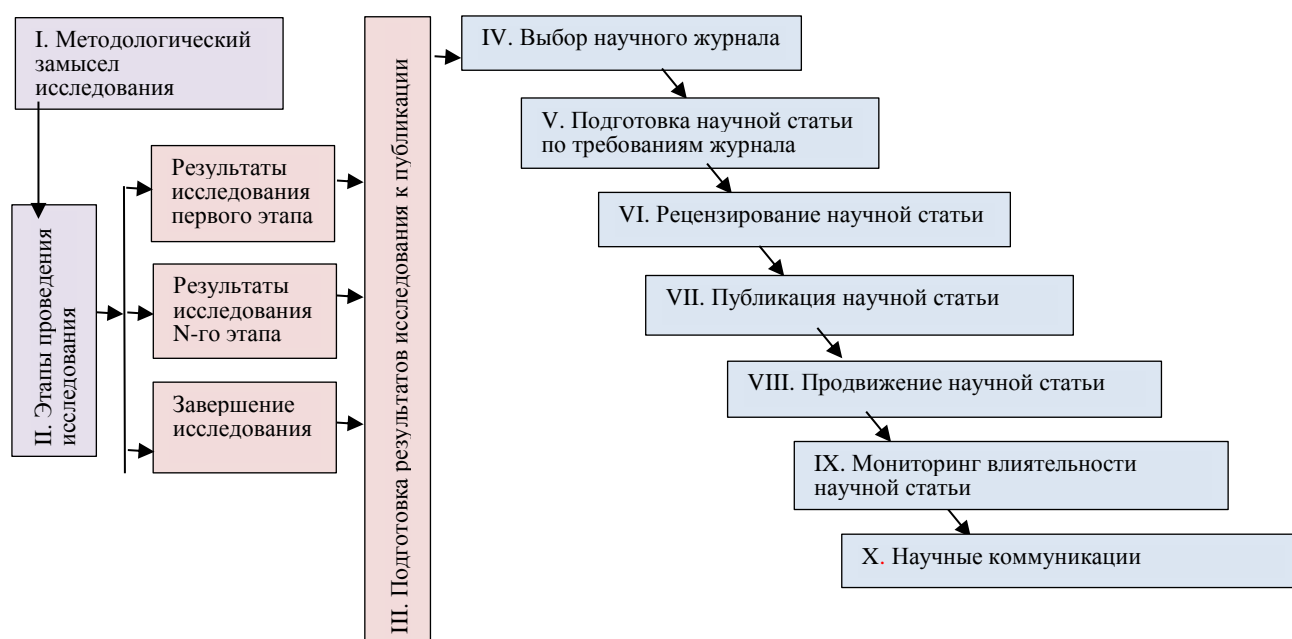 I. Методологический
замысел
исследования
II. Этапы проведения
исследования
Результаты
исследования
первого этапа
Результаты
исследования
N-го этапа
Завершение
исследования
III. Подготовка результатов исследования к публикации
IV. Выбор научного журнала
V. Подготовка научной статьи
по требованиям журнала
VI. Рецензирование научной статьи
VII. Публикация научной статьи
VIII. Продвижение научной статьи
IX. Мониторинг влиятельности
научной статьи
X. Научные коммуникации